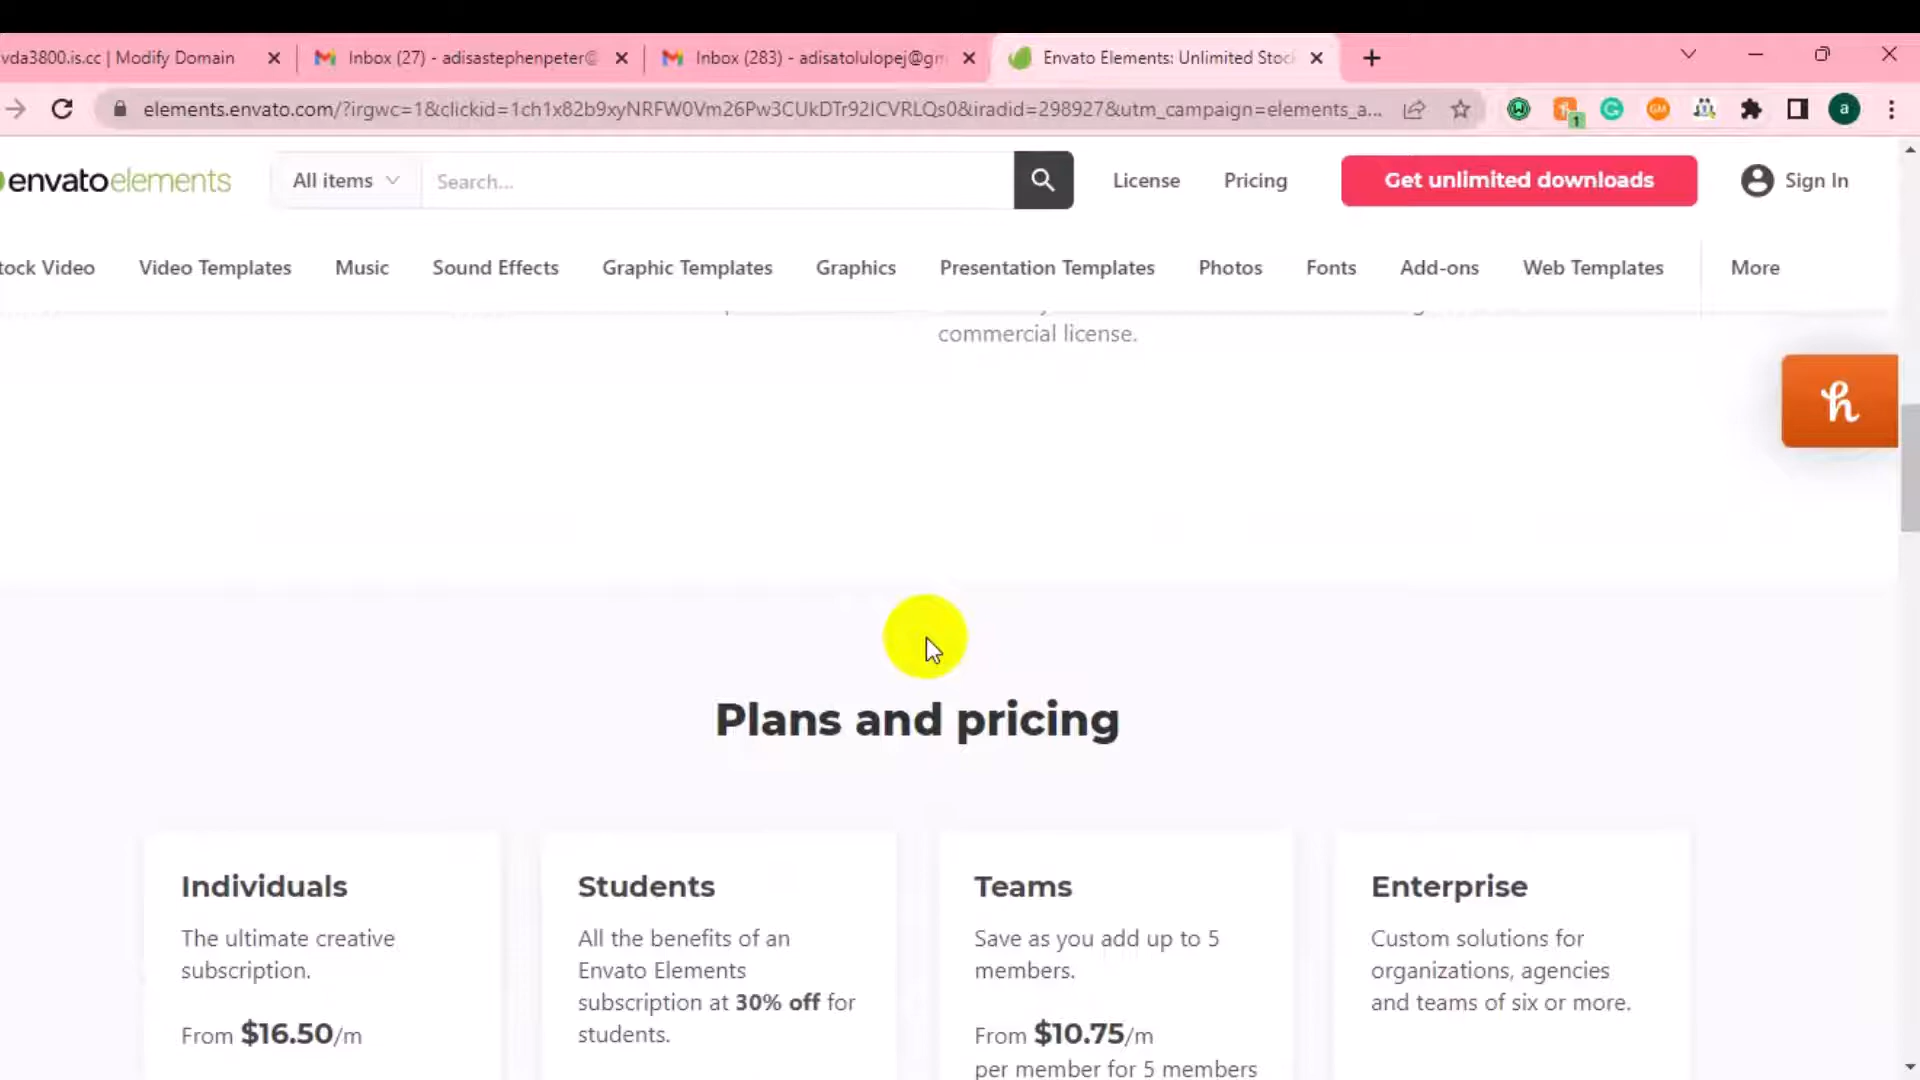 vda3800.is.cc | Modify Domain
Inbox (27) - adisastephenpeter@
Inbox (283) - adisatolulopej@gm
Envato Elements: Unlimited Stoc
elements.envato.com/?irgwc=1&clickid=1ch1x82b9xyNRFW0Vm26Pw3CUkDTr92ICVRLQs0&iradid=298927&utm_campaign=elements_a...
1
a
envatoelements
All items
Search...
License
Pricing
Get unlimited downloads
Sign In
tock Video
Video Templates
Music
Sound Effects
Graphic Templates
Graphics
Presentation Templates
Photos
Fonts
Add-ons
Web Templates
More
commercial license.
h
Plans and pricing
Individuals
The ultimate creative
subscription.
From $16.50/m
Students
All the benefits of an
Envato Elements
subscription at 30% off for
students.
Teams
Save as you add up to 5
members.
From $10.75/m
per member for 5 members
Enterprise
Custom solutions for
organizations, agencies
and teams of six or more.